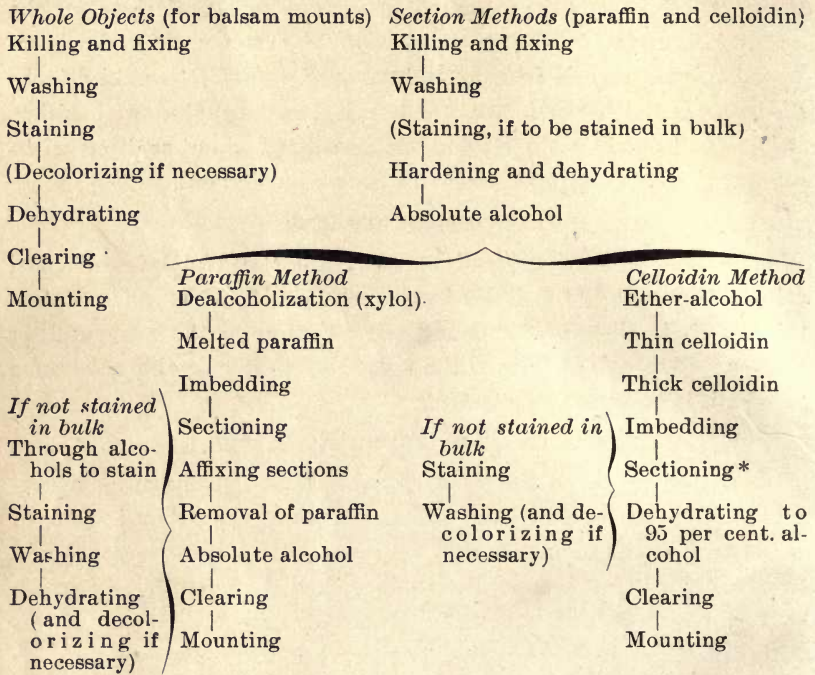 Whole Objects (for balsam mounts)
Killing and fixing
Washing
Staining
(Decolorizing if necessary)
Dehydrating
Clearing
Mounting
Section Methods (paraffin and celloidin)
Killing and fixing
Washing
(Staining, if to be stained in bulk)
Hardening and dehydrating
Absolute alcohol
If not stained
in bulk
Through alco-
hols to stain
Staining
Washing
Dehydrating
(and decol-
orizing if
necessary)
Paraffin Method
Dealcoholization (xylol)
Melted paraffin
Imbedding
Sectioning
Affixing sections
Removal of paraffin
Absolute alcohol
Clearing
Mounting
If not stained in
bulk
Staining
Washing (and de-
colorizing if
necessary)
Celloidin Method
Ether-alcohol
Thin celloidin
Thick celloidin
Imbedding
Sectioning*
Dehydrating to
95 per cent. al-
cohol
Clearing
Mounting